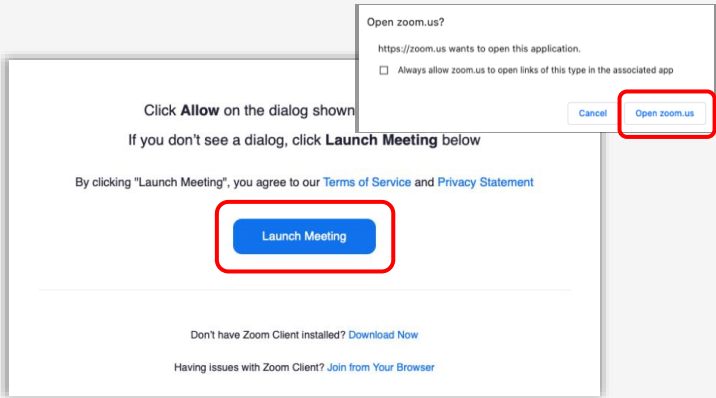 Open zoom.us?
https://zoom.us wants to open this application.
Always allow zoom.us to open links of this type in the associated app
Cancel
Open zoom.us
Click Allow on the dialog shown
If you don't see a dialog, click Launch Meeting below
By clicking "Launch Meeting", you agree to our Terms of Service and Privacy Statement
Launch Meeting
Don't have Zoom Client installed? Download Now
Having issues with Zoom Client? Join from Your Browser